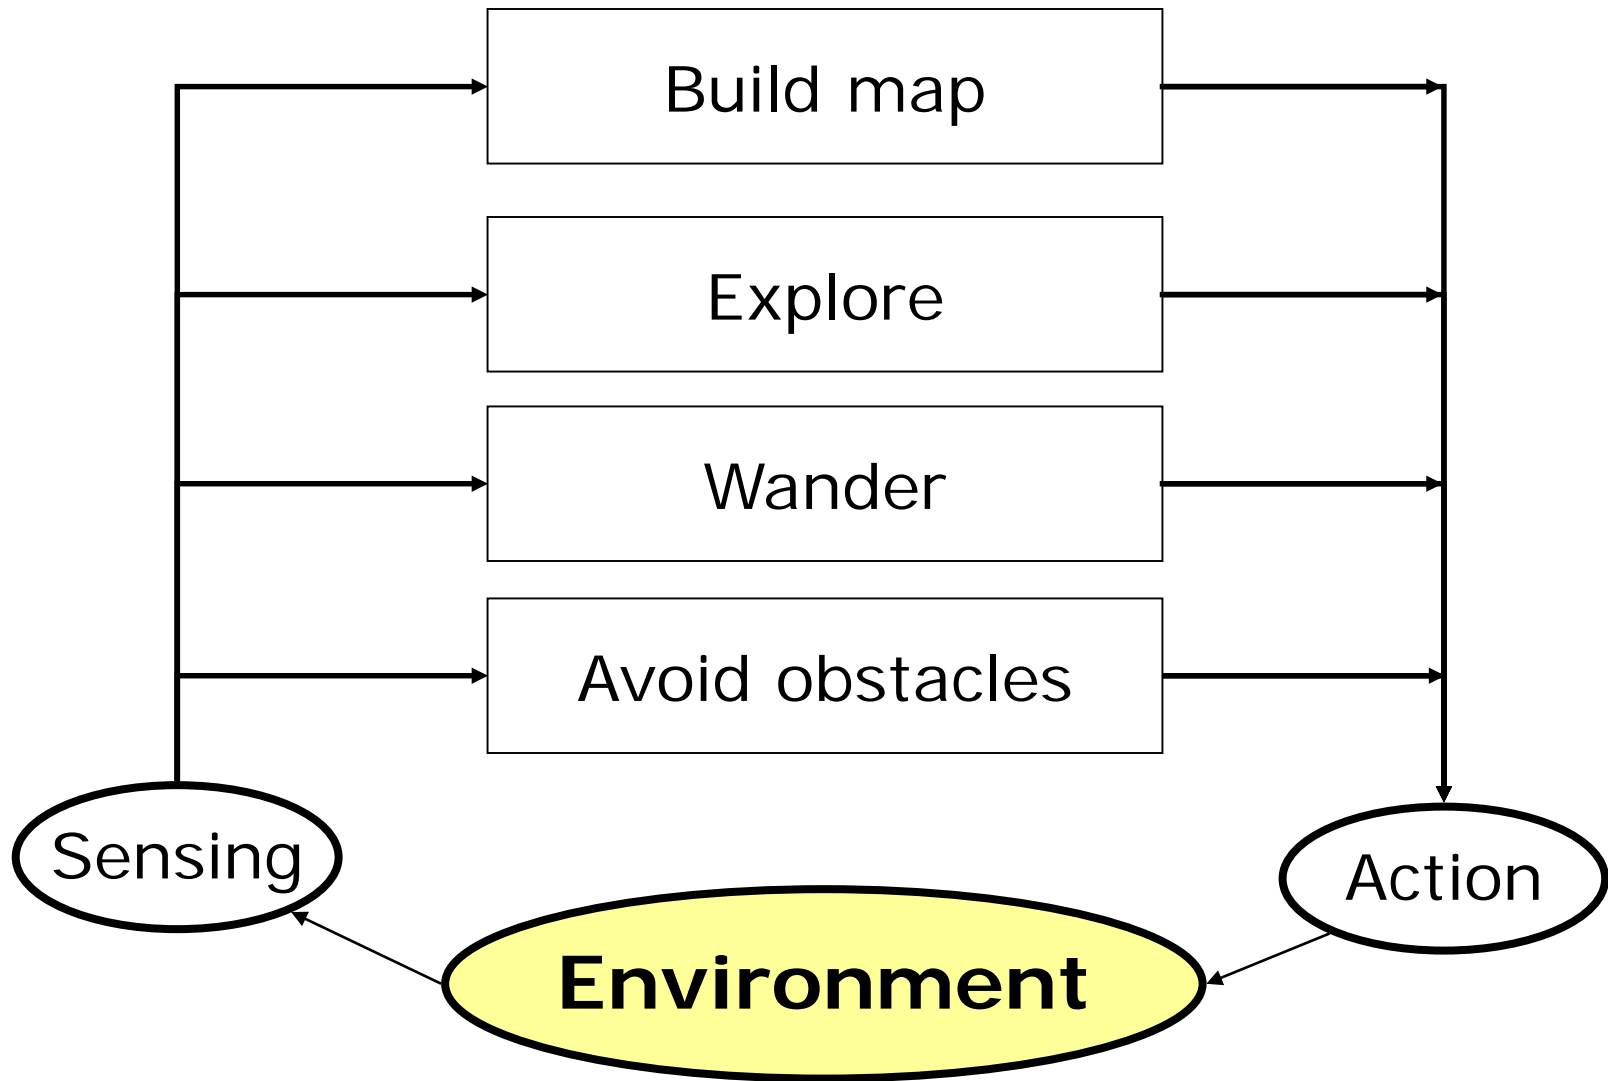 Build map
Explore
Wander
Avoid obstacles
Sensing
Action
Environment